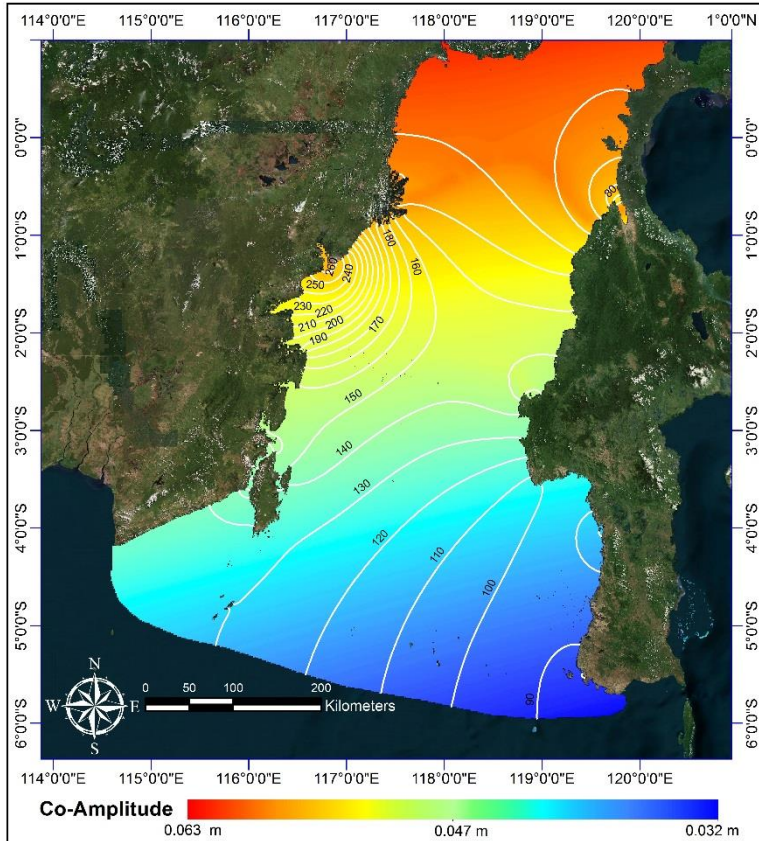 114°0'0"E 115°0'0"E 116°0'0"E 117°0'0"E 118°0'0"E 119°0'0"E 120°0'0"E 1°0'0"N
0°0'0" 0°0'0"
80
1°0'0"S 1°0'0"S
180
160
260 240
250
230
220
210 200
170
190
2°0'0"S 2°0'0"S
150
3°0'0"S 3°0'0"S
140
130
4°0'0"S 4°0'0"S
120
110
100
5°0'0"S 5°0'0"S
90
N
W E
S
0 50 100 200
Kilometers
6°0'0"S 6°0'0"S
114°0'0"E 115°0'0"E 116°0'0"E 117°0'0"E 118°0'0"E 119°0'0"E 120°0'0"E
Co-Amplitude
0.063 m 0.047 m 0.032 m